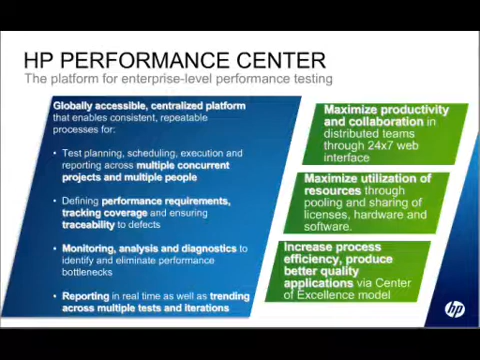 HP PERFORMANCE CENTER
The platform for enterprise-level performance testing
Globally accessible, centralized platform
that enables consistent, repeatable
processes for:
• Test planning, scheduling, execution and
reporting across multiple concurrent
projects and multiple people
• Defining performance requirements,
tracking coverage and ensuring
traceability to defects
• Monitoring, analysis and diagnostics to
identify and eliminate performance
bottlenecks
• Reporting in real time as well as trending
across multiple tests and iterations
Maximize productivity
and collaboration in
distributed teams
through 24x7 web
interface
Maximize utilization of
resources through
pooling and sharing of
licenses, hardware and
software.
Increase process
efficiency, produce
better quality
applications via Center
of Excellence model
hp